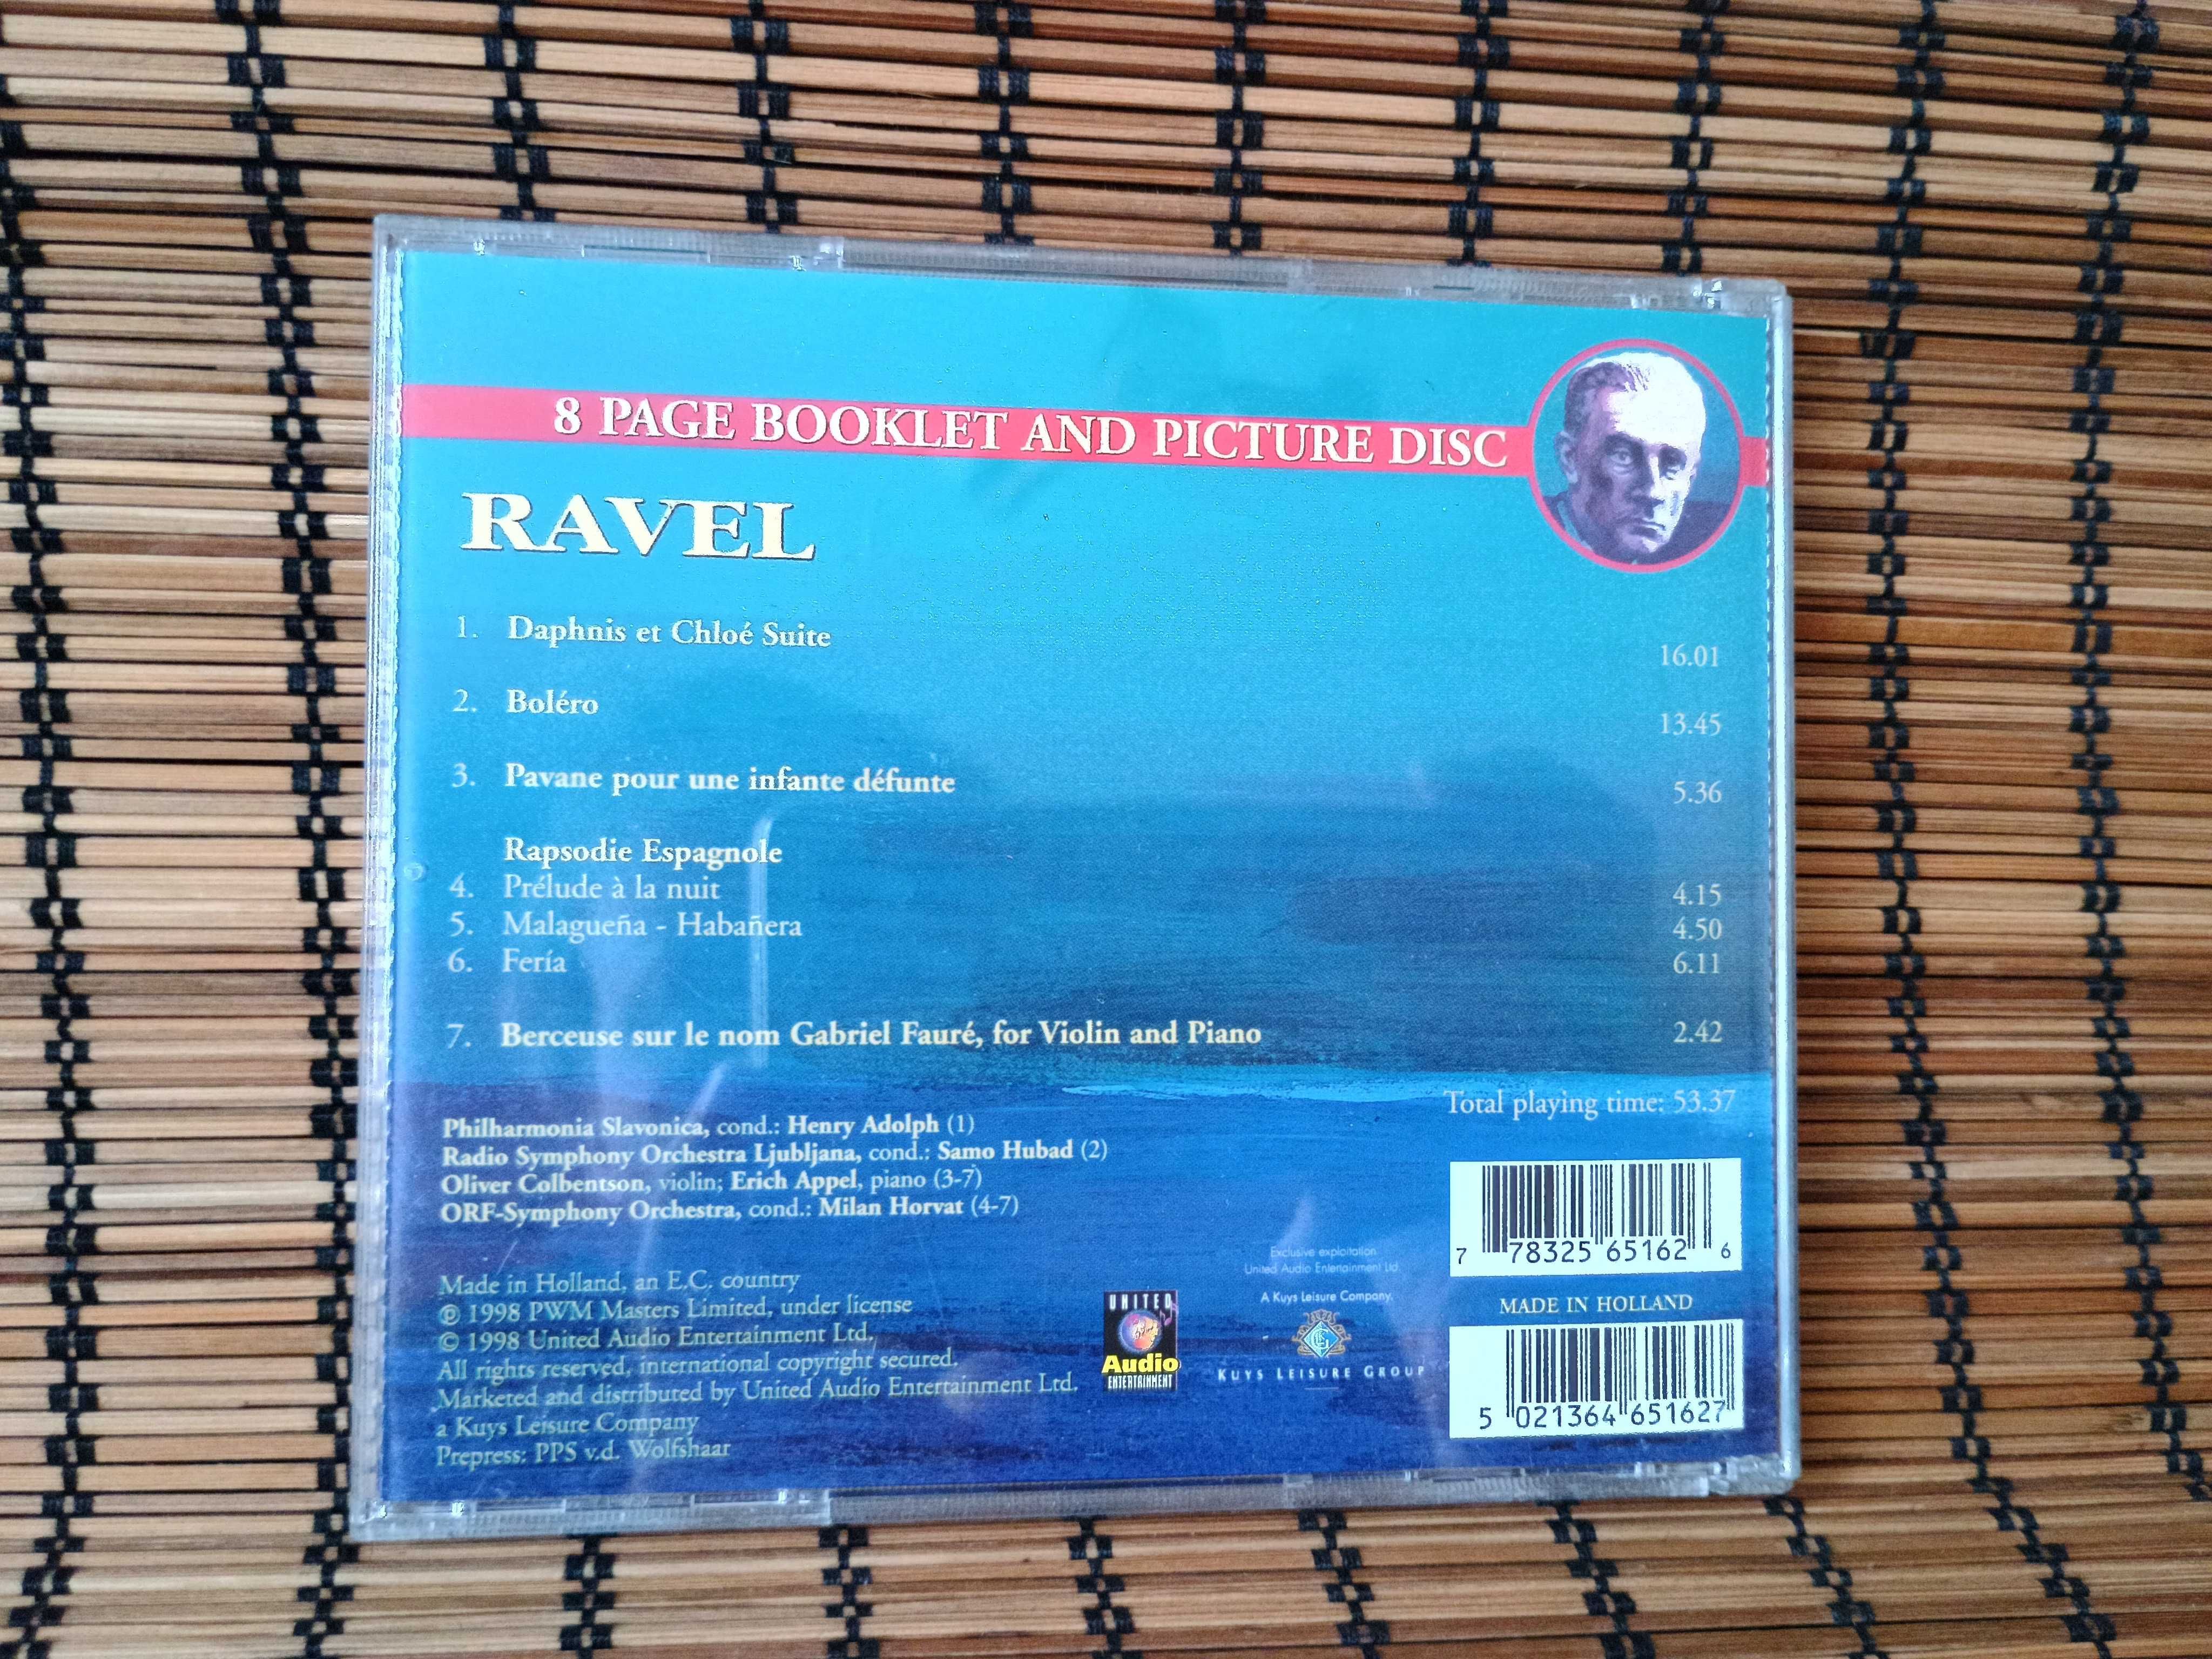 8 PAGE BOOKLET AND PICTURE DISC
RAVEL
1. Daphnis et Chloé Suite 16.01
2. Boléro 13.45
3. Pavane pour une infante défunte 5.36
Rapsodie Espagnole
4. Prélude à la nuit 4.15
5. Malagueña - Habañera 4.50
6. Fería 6.11
7. Berceuse sur le nom Gabriel Fauré, for Violin and Piano 2.42
Total playing time: 53.37
Philharmonia Slavonica, cond.: Henry Adolph (1)
Radio Symphony Orchestra Ljubljana, cond.: Samo Hubad (2)
Oliver Colbentson, violin; Erich Appel, piano (3-7)
ORF-Symphony Orchestra, cond.: Milan Horvat (4-7)
Made in Holland, an E.C. country
℗ 1998 PWM Masters Limited, under license
© 1998 United Audio Entertainment Ltd.
All rights reserved, international copyright secured.
Marketed and distributed by United Audio Entertainment Ltd.
a Kuys Leisure Company
Prepress: PPS v.d. Wolfshaar
UNITED
Audio
ENTERTAINMENT
Exclusive exploitation
United Audio Entertainment Ltd.
A Kuys Leisure Company.
KUYS LEISURE GROUP
7 78325 65162 6
MADE IN HOLLAND
5 021364 651627